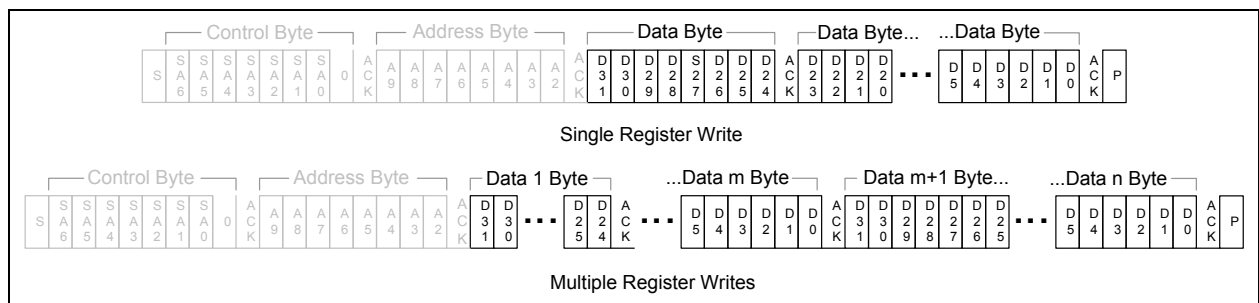 Control Byte Address Byte Data Byte Data Byte... ...Data Byte
S SA6 SA5 SA4 SA3 SA2 SA1 SA0 0 ACK A9 A8 A7 A6 A5 A4 A3 A2 ACK D31 D30 D29 D28 S27 D26 D25 D24 ACK D23 D22 D21 D20 ... D5 D4 D3 D2 D1 D0 ACK P
Single Register Write
Control Byte Address Byte Data 1 Byte ...Data m Byte Data m+1 Byte... ...Data n Byte
S SA6 SA5 SA4 SA3 SA2 SA1 SA0 0 ACK A9 A8 A7 A6 A5 A4 A3 A2 ACK D31 D30 ... D25 D24 ACK ... D5 D4 D3 D2 D1 D0 ACK D31 D30 D29 D28 D27 D26 D25 ... D5 D4 D3 D2 D1 D0 ACK P
Multiple Register Writes